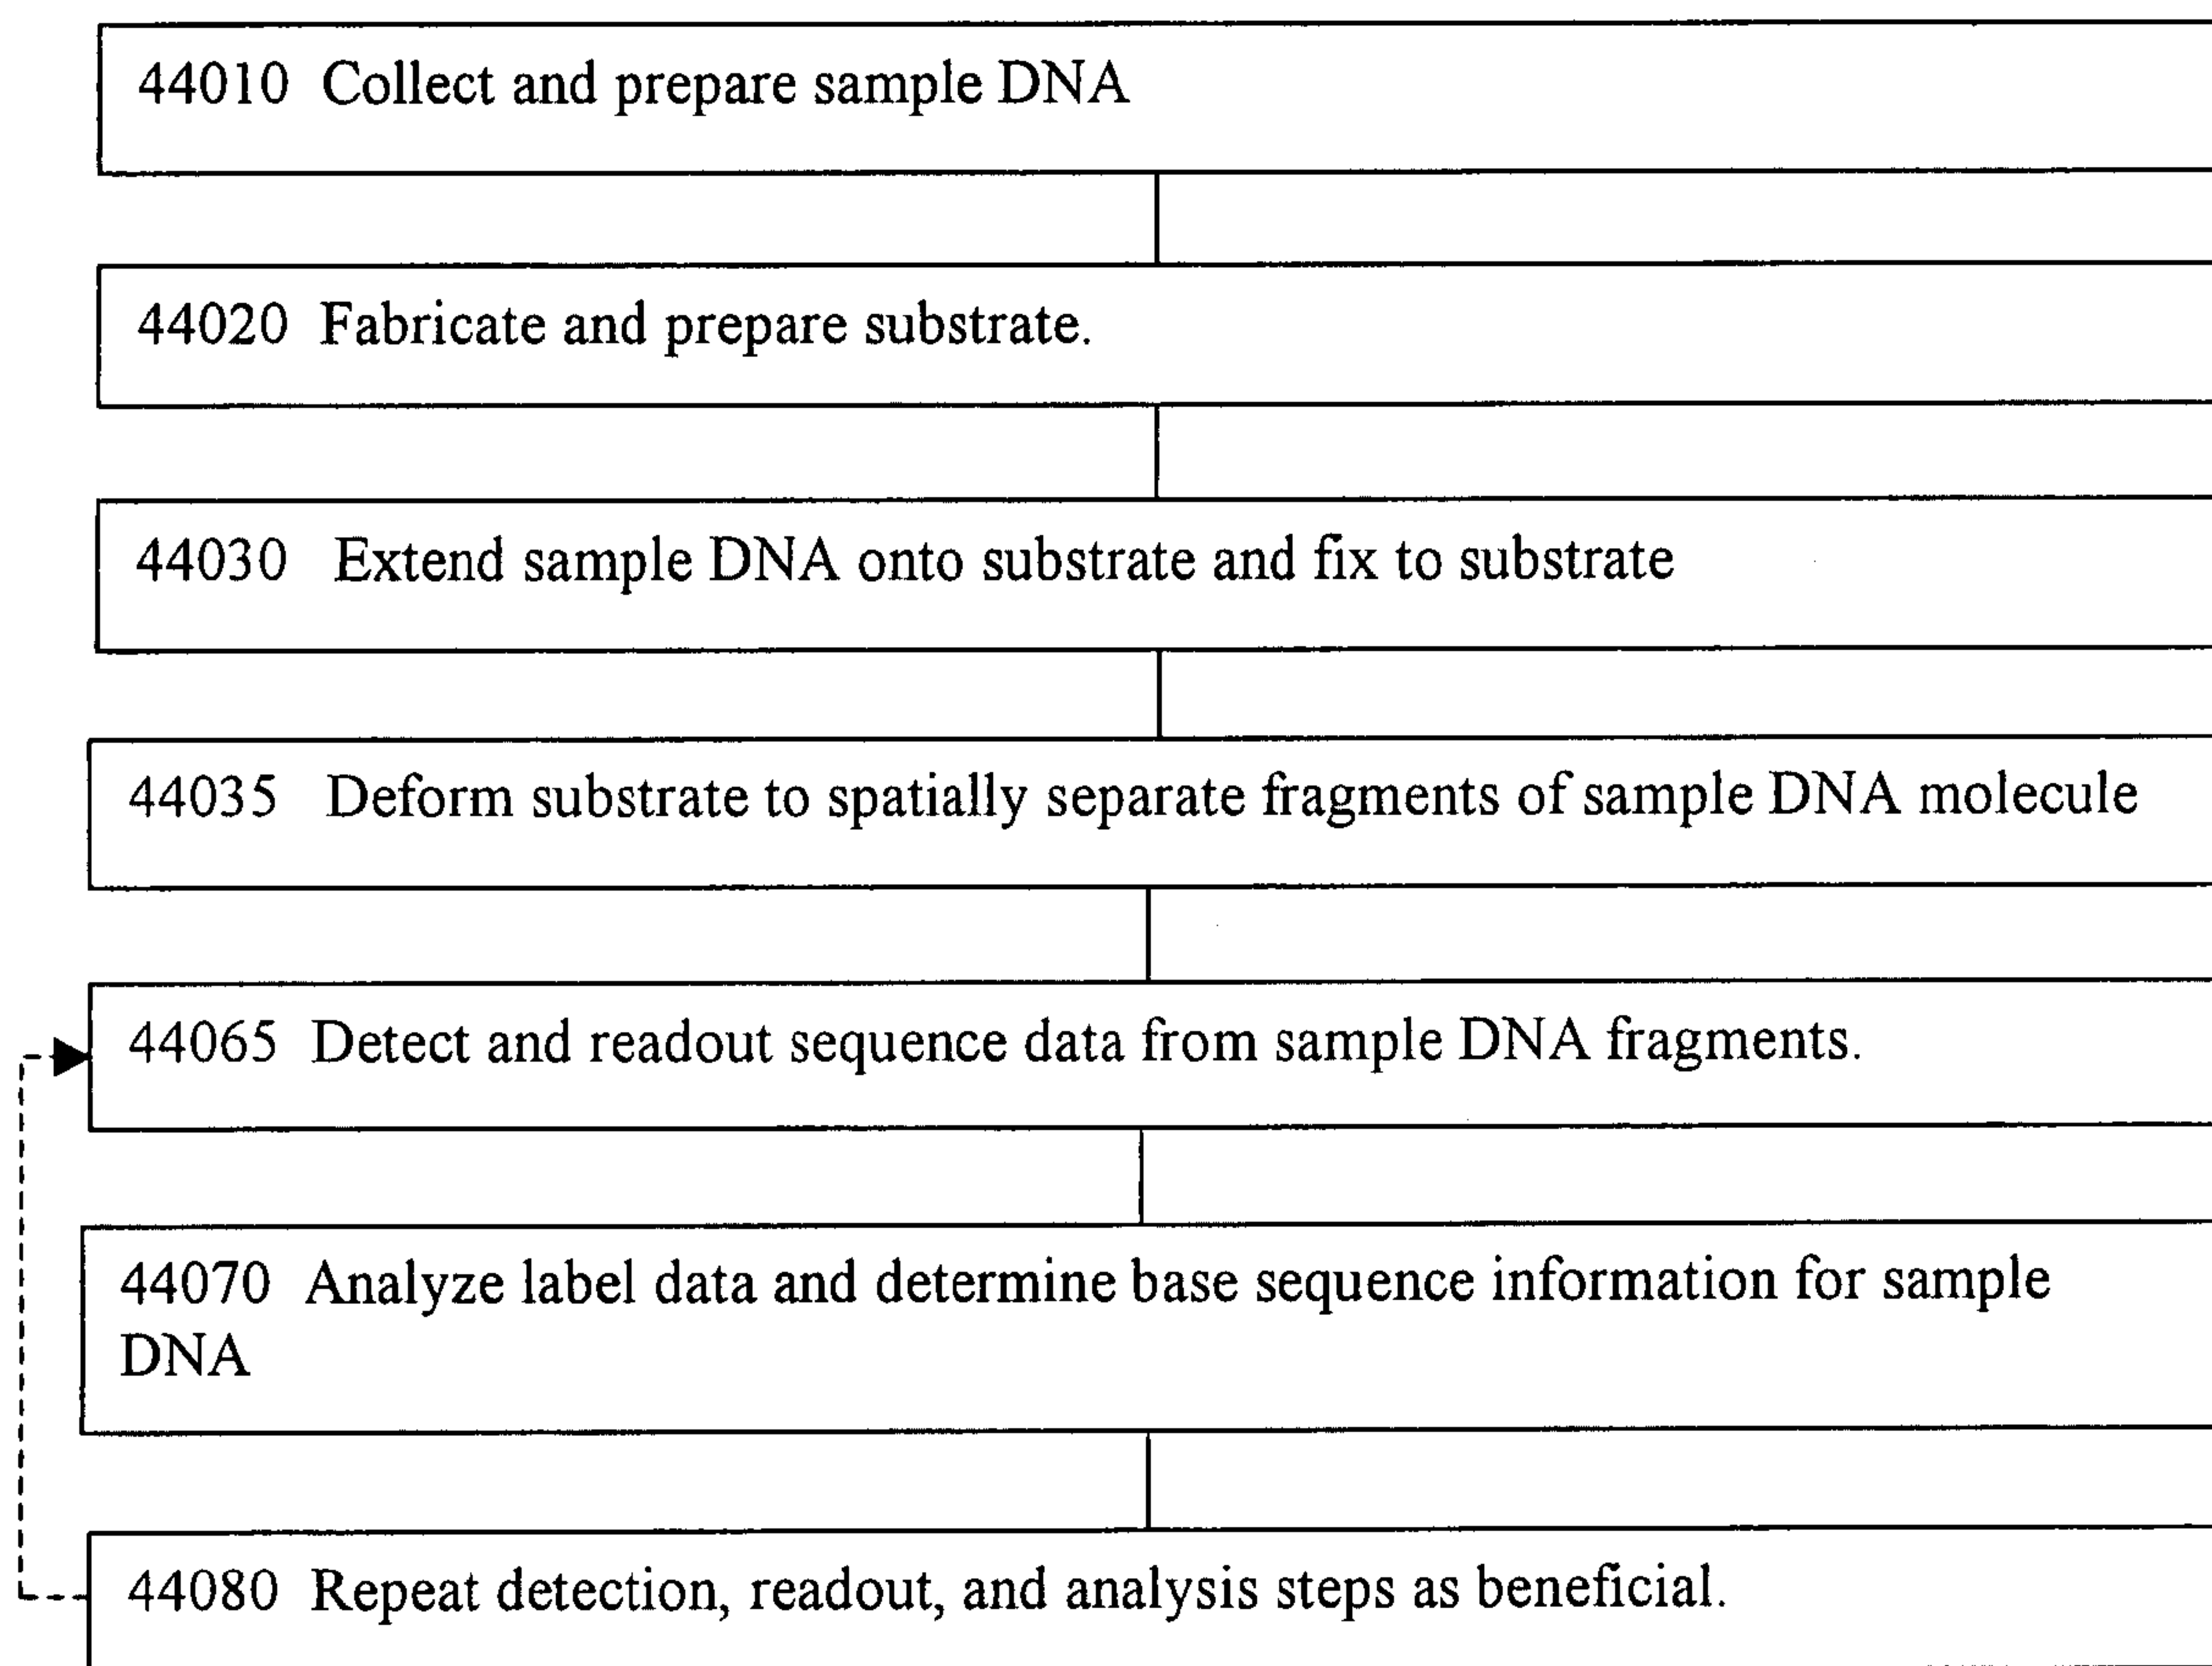 44010 Collect and prepare sample DNA
44020 Fabricate and prepare substrate.
44030 Extend sample DNA onto substrate and fix to substrate
44035 Deform substrate to spatially separate fragments of sample DNA molecule
44065 Detect and readout sequence data from sample DNA fragments.
44070 Analyze label data and determine base sequence information for sample
DNA
44080 Repeat detection, readout, and analysis steps as beneficial.